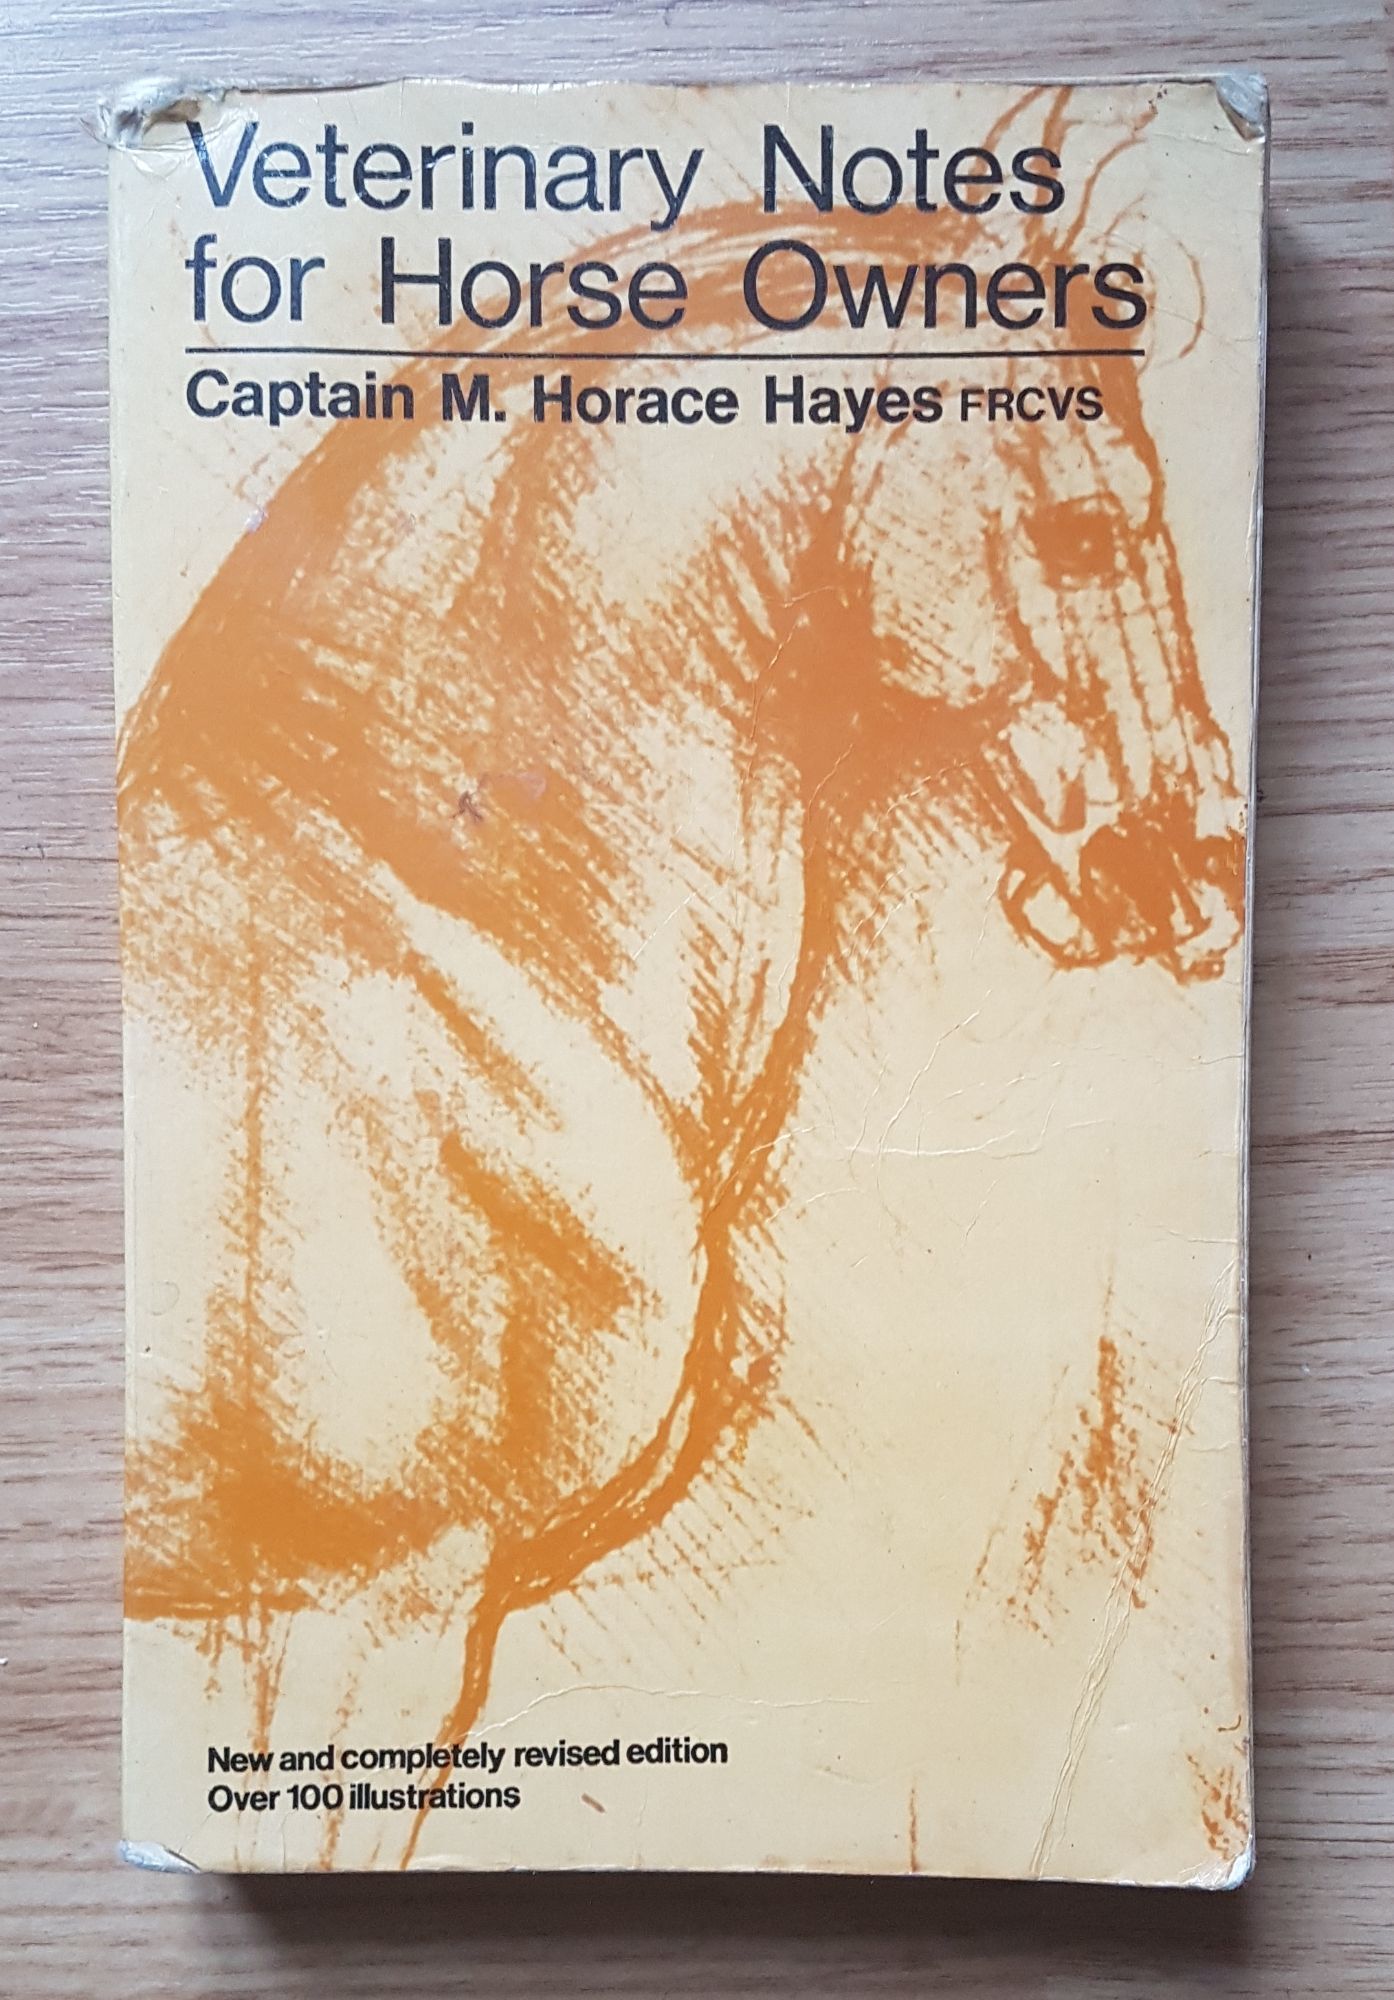 Veterinary Notes
for Horse Owners
Captain M. Horace Hayes FRCVS
New and completely revised edition
Over 100 illustrations